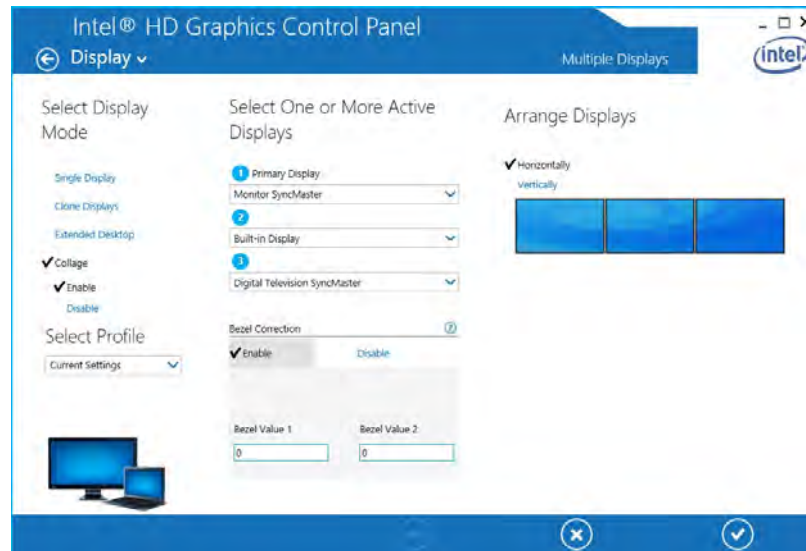 Intel® HD Graphics Control Panel
Display
Multiple Displays
intel
Select Display
Mode
Single Display
Clone Displays
Extended Desktop
Collage
Enable
Disable
Select Profile
Current Settings
Select One or More Active
Displays
1 Primary Display
Monitor SyncMaster
2
Built-in Display
3
Digital Television SyncMaster
Bezel Correction ?
Enable Disable
Bezel Value 1 Bezel Value 2
0 0
Arrange Displays
Horizontally
Vertically